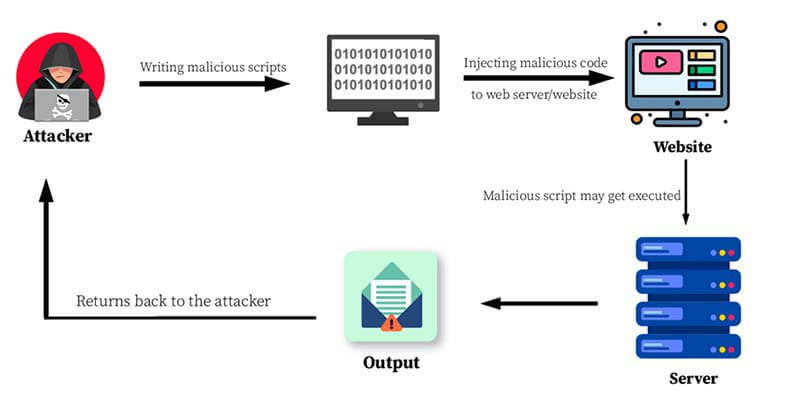 Writing malicious scripts
010101010101​0
0101010101010
0101010101010
Injecting malicious code
to web server/website
Attacker
Website
Malicious script may get executed
Returns back to the attacker
Output
Server